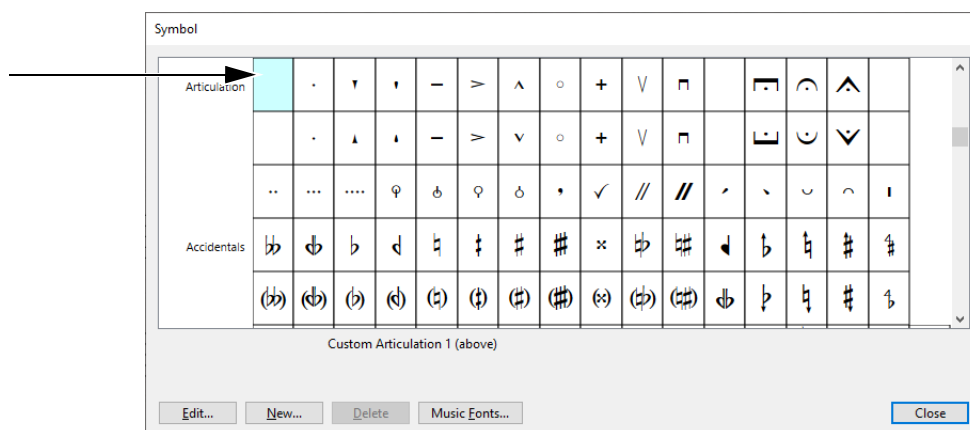 Symbol
Articulation
Accidentals
Custom Articulation 1 (above)
Edit... New... Delete Music Fonts... Close